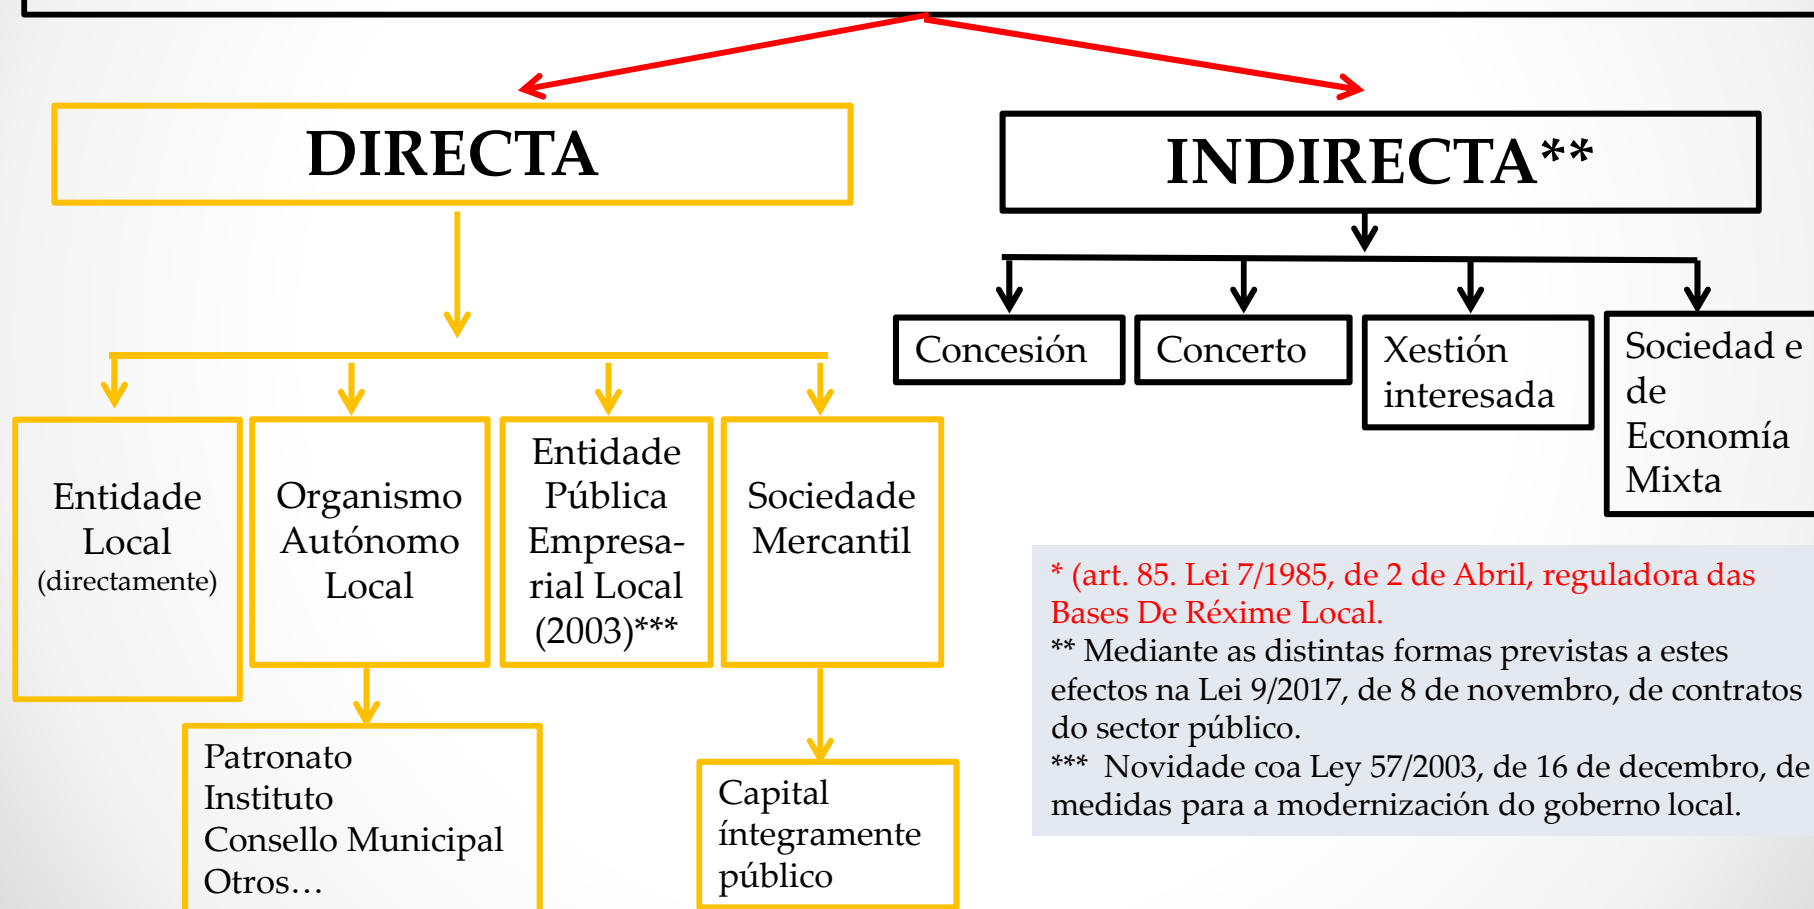 DIRECTA
INDIRECTA**
Concesión
Concerto
Xestión
interesada
Sociedad e
de
Economía
Mixta
Entidade
Local
(directamente)
Organismo
Autónomo
Local
Entidade
Pública
Empresa-
rial Local
(2003)***
Sociedade
Mercantil
Patronato
Instituto
Consello Municipal
Otros…
Capital
íntegramente
público
* (art. 85. Lei 7/1985, de 2 de Abril, reguladora das
Bases De Réxime Local.
** Mediante as distintas formas previstas a estes
efectos na Lei 9/2017, de 8 de novembro, de contratos
do sector público.
*** Novidade coa Ley 57/2003, de 16 de decembro, de
medidas para a modernización do goberno local.